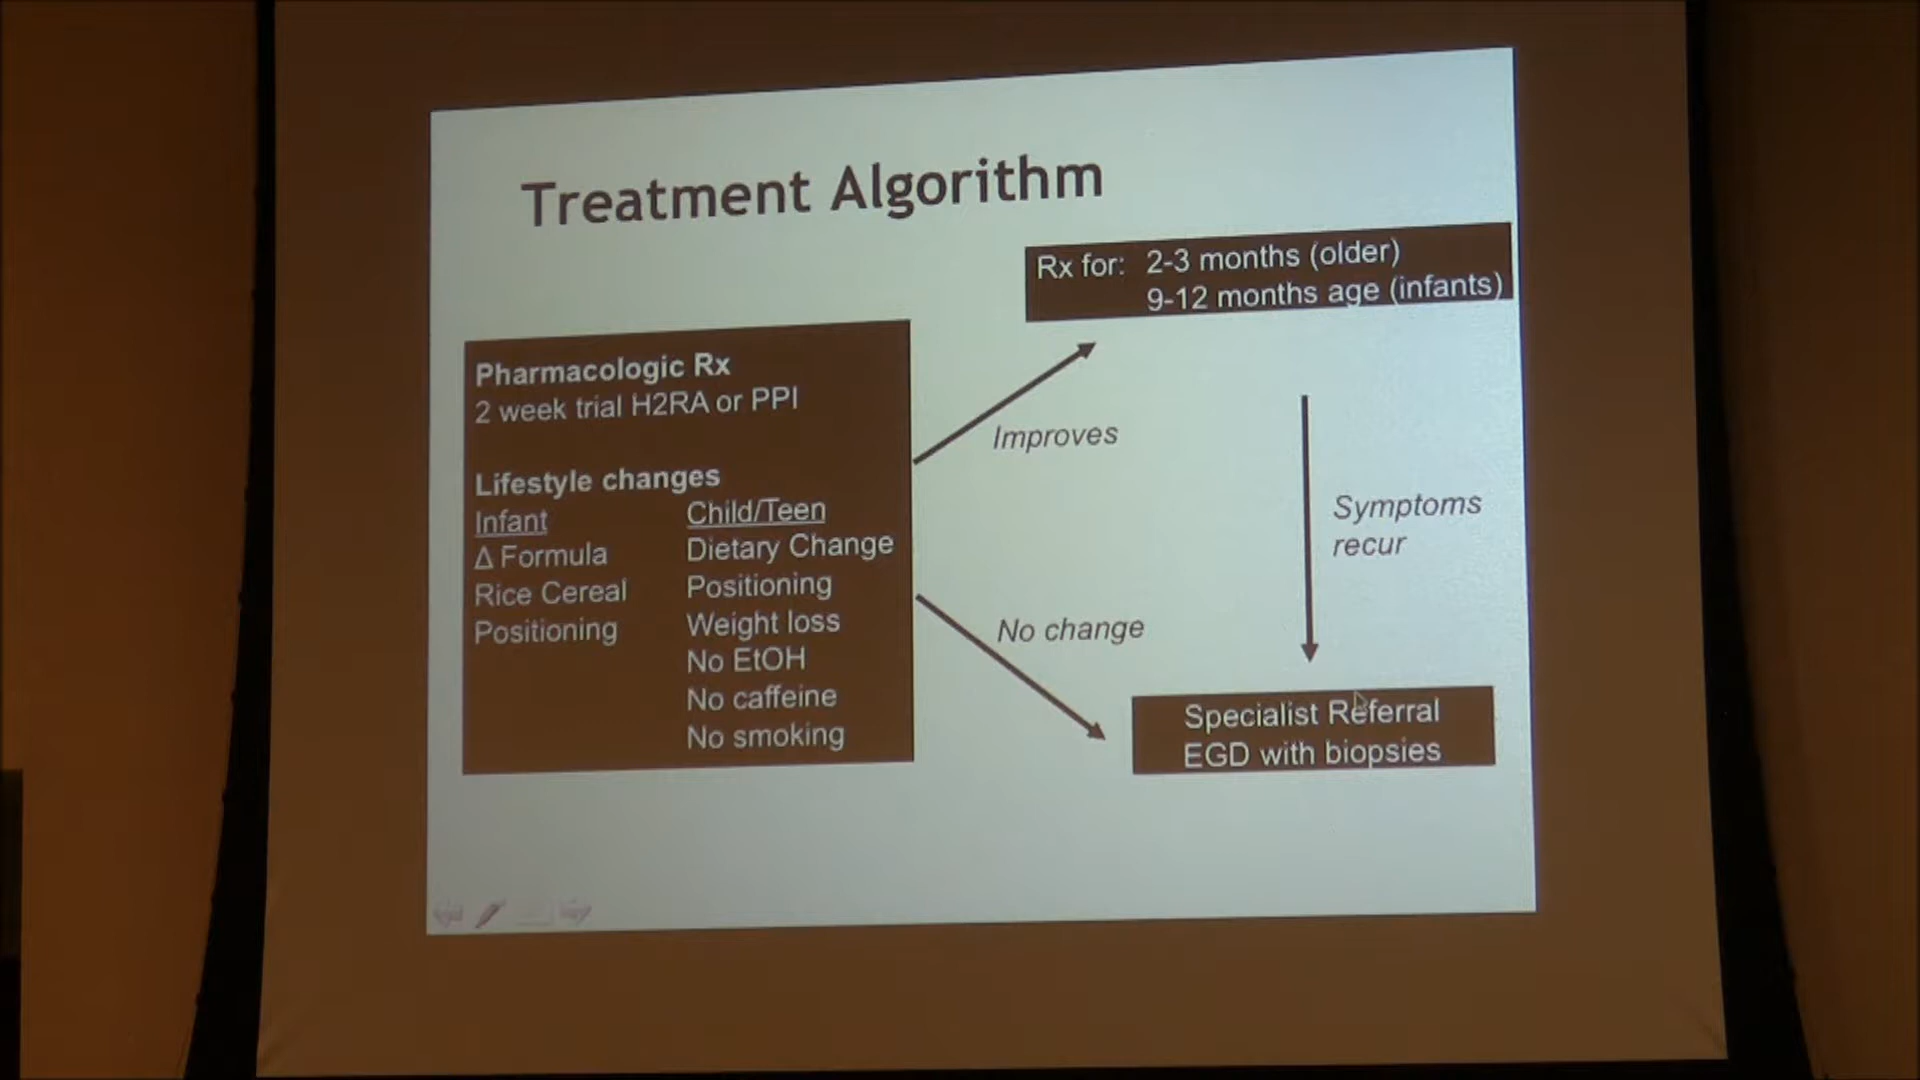 Treatment Algorithm
Rx for: 2-3 months (older)
9-12 months age (infants)
Pharmacologic Rx
2 week trial H2RA or PPI
Lifestyle changes
Infant
Δ Formula
Rice Cereal
Positioning
Child/Teen
Dietary Change
Positioning
Weight loss
No EtOH
No caffeine
No smoking
Improves
No change
Symptoms
recur
Specialist Referral
EGD with biopsies